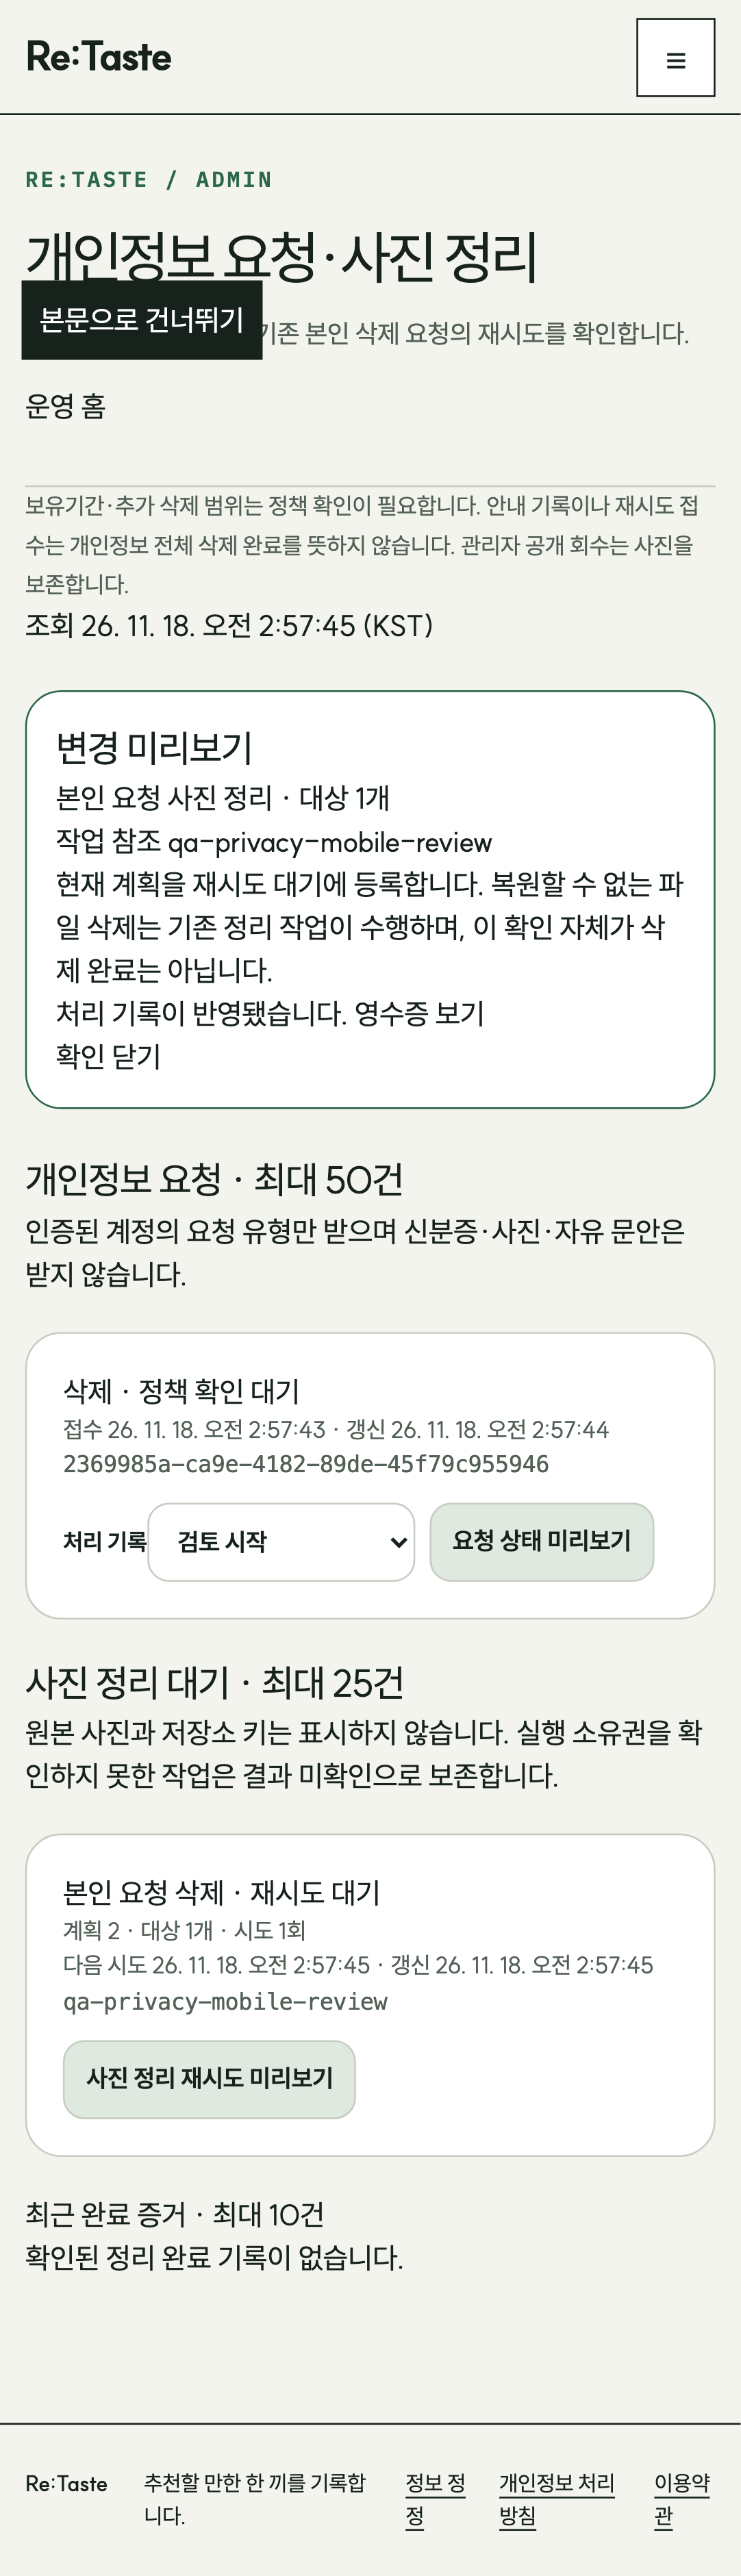 Re:Taste
≡
RE:TASTE / ADMIN
개인정보 요청·사진 정리
본문으로 건너뛰기
기존 본인 삭제 요청의 재시도를 확인합니다.
운영 홈
보유기간·추가 삭제 범위는 정책 확인이 필요합니다. 안내 기록이나 재시도 접
수는 개인정보 전체 삭제 완료를 뜻하지 않습니다. 관리자 공개 회수는 사진을
보존합니다.
조회 26. 11. 18. 오전 2:57:45 (KST)
변경 미리보기
본인 요청 사진 정리 · 대상 1개
작업 참조 qa-privacy-mobile-review
현재 계획을 재시도 대기에 등록합니다. 복원할 수 없는 파
일 삭제는 기존 정리 작업이 수행하며, 이 확인 자체가 삭
제 완료는 아닙니다.
처리 기록이 반영됐습니다. 영수증 보기
확인 닫기
개인정보 요청 · 최대 50건
인증된 계정의 요청 유형만 받으며 신분증·사진·자유 문안은
받지 않습니다.
삭제 · 정책 확인 대기
접수 26. 11. 18. 오전 2:57:43 · 갱신 26. 11. 18. 오전 2:57:44
2369985a-ca9e-4182-89de-45f79c955946
처리 기록 검토 시작 요청 상태 미리보기
사진 정리 대기 · 최대 25건
원본 사진과 저장소 키는 표시하지 않습니다. 실행 소유권을 확
인하지 못한 작업은 결과 미확인으로 보존합니다.
본인 요청 삭제 · 재시도 대기
계획 2 · 대상 1개 · 시도 1회
다음 시도 26. 11. 18. 오전 2:57:45 · 갱신 26. 11. 18. 오전 2:57:45
qa-privacy-mobile-review
사진 정리 재시도 미리보기
최근 완료 증거 · 최대 10건
확인된 정리 완료 기록이 없습니다.
Re:Taste
추천할 만한 한 끼를 기록합
니다.
정보 정
정
개인정보 처리
방침
이용약
관